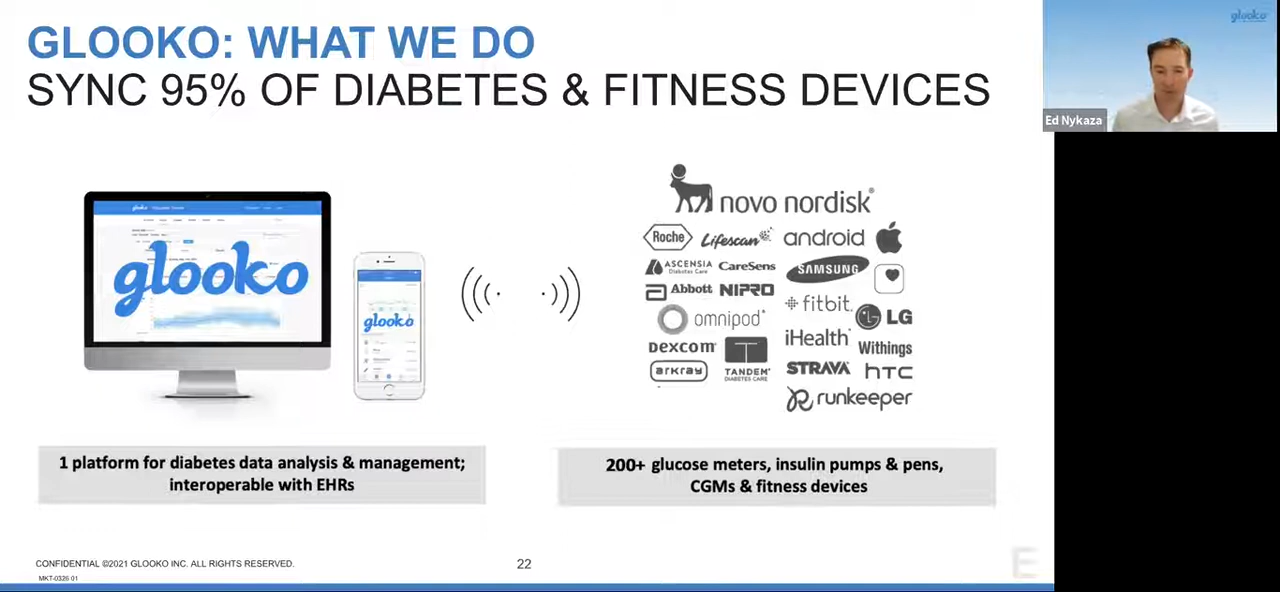 GLOOKO: WHAT WE DO
SYNC 95% OF DIABETES & FITNESS DEVICES
glooko
Ed Nykaza
glooko
glooko
novo nordisk®
Roche
Lifescan
android
ASCENSIA
Diabetes Care
CareSens
SAMSUNG
Abbott
NIPRO
fitbit.
omnipod®
LG
Dexcom
iHealth
Withings
arkray
TANDEM
DIABETES CARE
STRAVA
hTC
runkeeper
1 platform for diabetes data analysis & management;
interoperable with EHRs
200+ glucose meters, insulin pumps & pens,
CGMs & fitness devices
CONFIDENTIAL ©2021 GLOOKO INC. ALL RIGHTS RESERVED.
22
MKT-0326 01
E